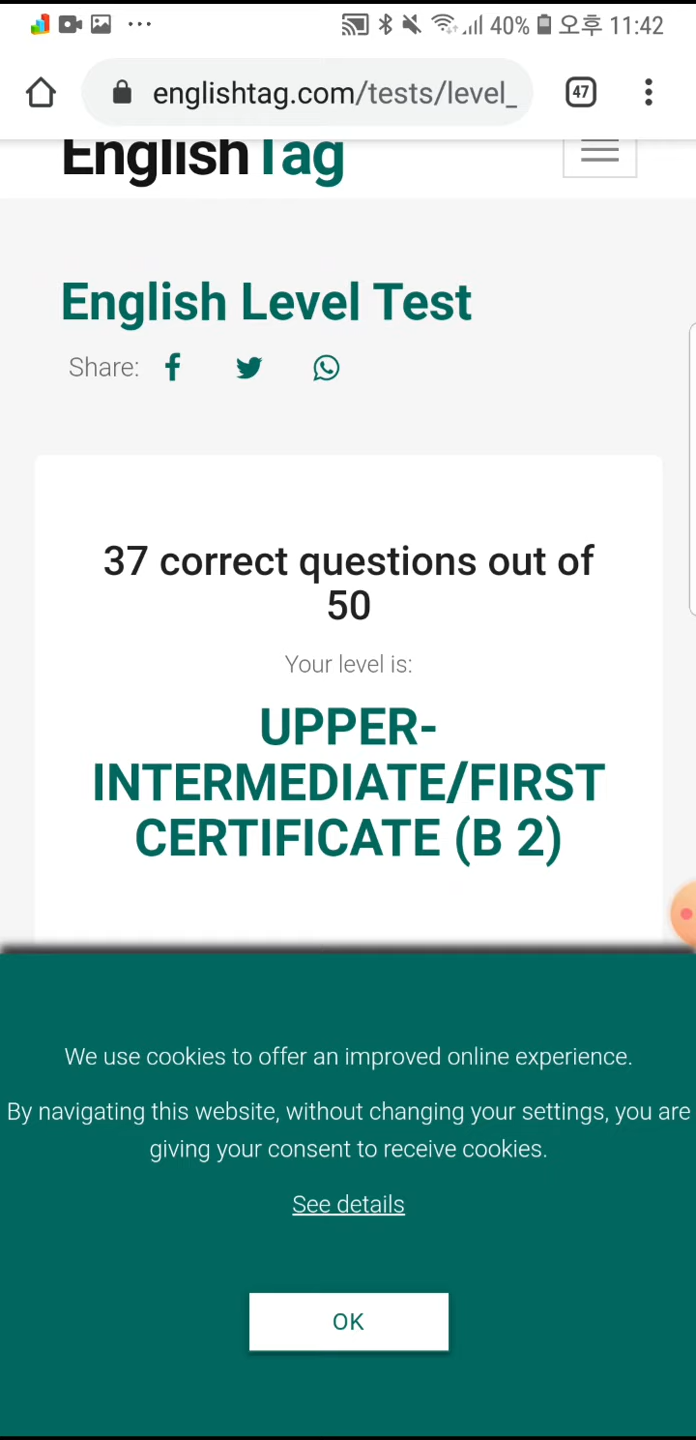 40% 오후 11:42
englishtag.com/tests/level_
47
EnglishTag
English Level Test
Share:
37 correct questions out of
50
Your level is:
UPPER-
INTERMEDIATE/FIRST
CERTIFICATE (B 2)
We use cookies to offer an improved online experience.
By navigating this website, without changing your settings, you are
giving your consent to receive cookies.
See details
OK